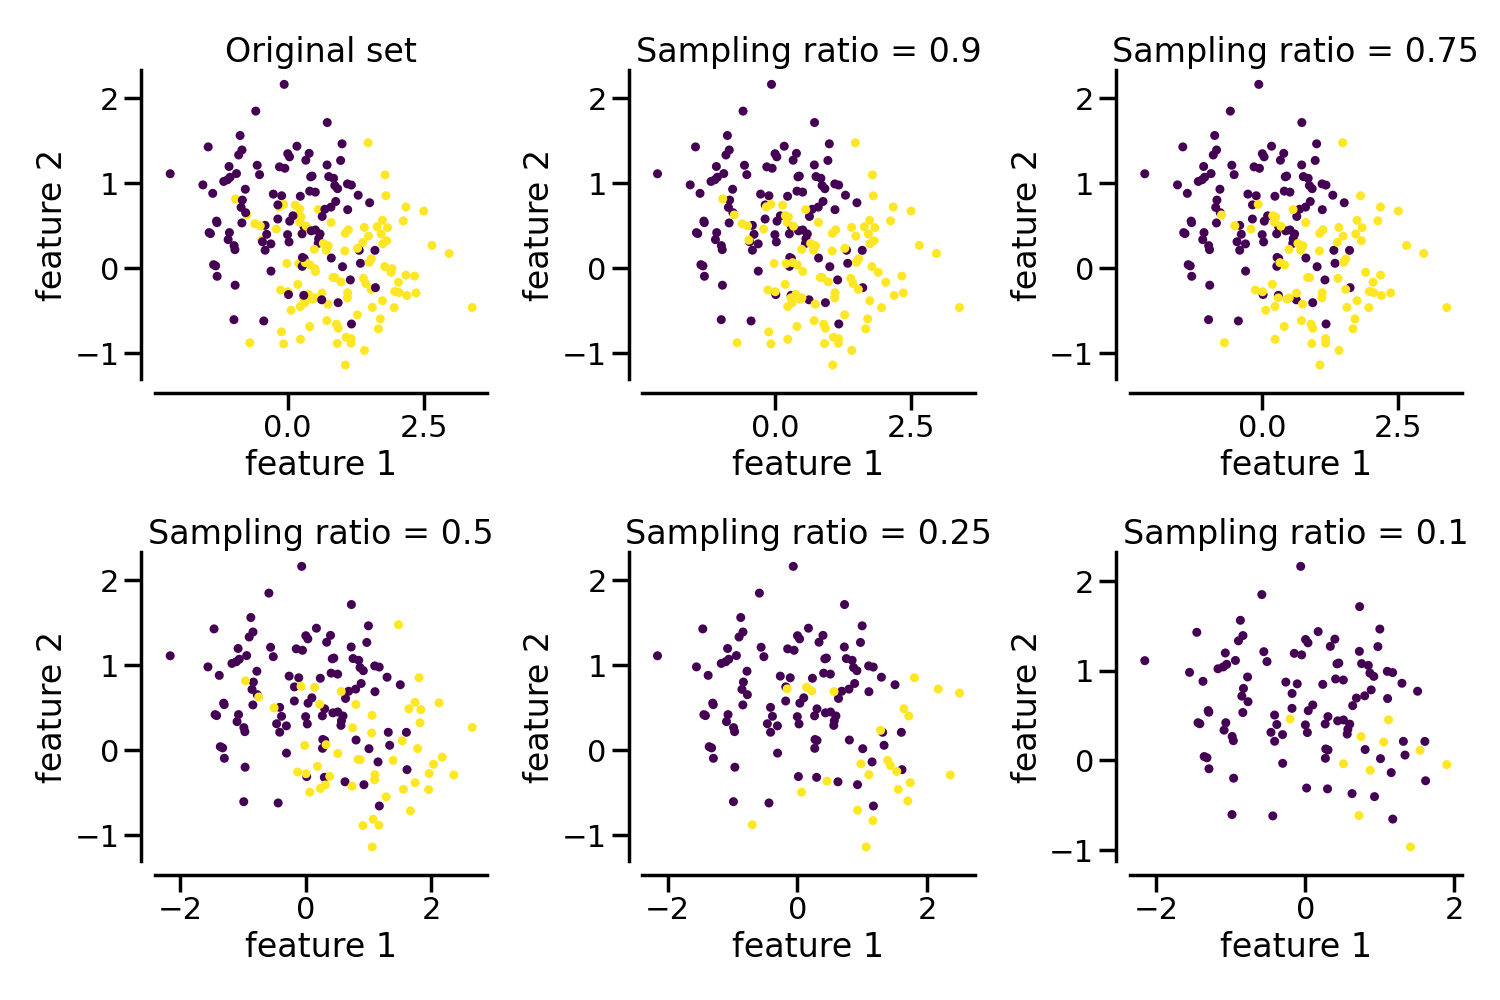 Original set
Sampling ratio = 0.9
Sampling ratio = 0.75
feature 2
2
1
0
−1
0.0
2.5
feature 1
feature 2
2
1
0
−1
0.0
2.5
feature 1
feature 2
2
1
0
−1
0.0
2.5
feature 1
Sampling ratio = 0.5
Sampling ratio = 0.25
Sampling ratio = 0.1
feature 2
2
1
0
−1
−2
0
2
feature 1
feature 2
2
1
0
−1
−2
0
2
feature 1
feature 2
2
1
0
−1
−2
0
2
feature 1